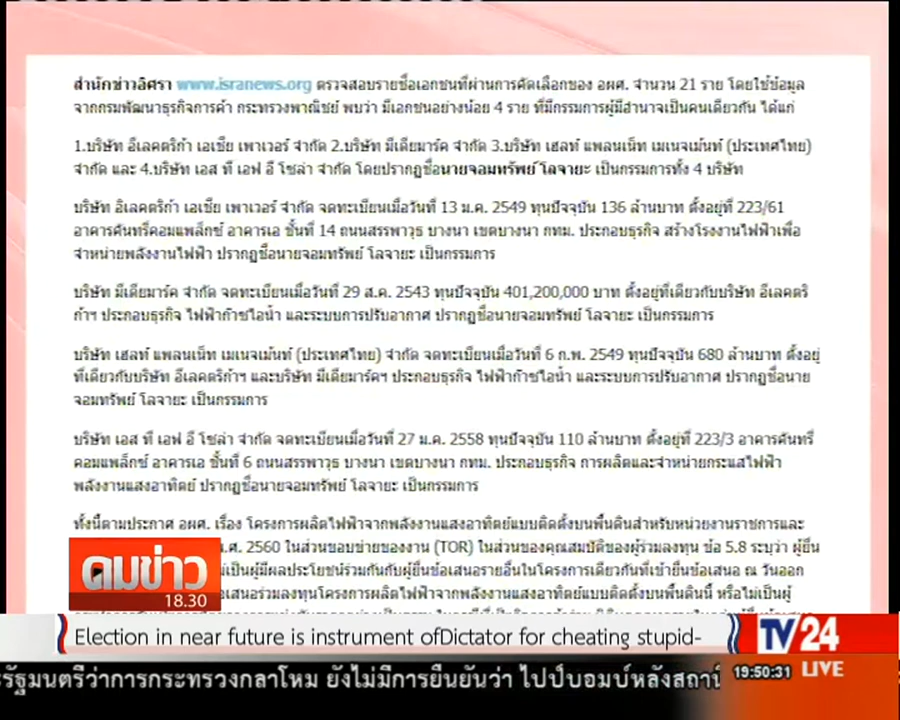 สำนักข่าวอิศรา www.isranews.org ตรวจสอบรายชื่อเอกชนที่ผ่านการคัดเลือกของ อผศ. จำนวน 21 ราย โดยใช้ข้อมูล
จากกรมพัฒนาธุรกิจการค้า กระทรวงพาณิชย์ พบว่า มีเอกชนอย่างน้อย 4 ราย ที่มีกรรมการผู้มีอำนาจเป็นคนเดียวกัน ได้แก่
1.บริษัท อีเลคตริก้า เอเชีย เพาเวอร์ จำกัด 2.บริษัท มีเดียมาร์ค จำกัด 3.บริษัท เฮลท์ แพลนเน็ท เมเนจเม้นท์ (ประเทศไทย)
จำกัด และ 4.บริษัท เอส ที เอฟ อี โซล่า จำกัด โดยปรากฏชื่อนายจอมทรัพย์ โลจายะ เป็นกรรมการทั้ง 4 บริษัท
บริษัท อิเลคตริก้า เอเชีย เพาเวอร์ จำกัด จดทะเบียนเมื่อวันที่ 13 ม.ค. 2549 ทุนปัจจุบัน 136 ล้านบาท ตั้งอยู่ที่ 223/61
อาคารคันทรี่คอมแพล็กซ์ อาคารเอ ชั้นที่ 14 ถนนสรรพาวุธ บางนา เขตบางนา กทม. ประกอบธุรกิจ สร้างโรงงานไฟฟ้าเพื่อ
จำหน่ายพลังงานไฟฟ้า ปรากฏชื่อนายจอมทรัพย์ โลจายะ เป็นกรรมการ
บริษัท มีเดียมาร์ค จำกัด จดทะเบียนเมื่อวันที่ 29 ส.ค. 2543 ทุนปัจจุบัน 401,200,000 บาท ตั้งอยู่ที่เดียวกับบริษัท อีเลคตริ
ก้าฯ ประกอบธุรกิจ ไฟฟ้าก๊าซไอน้ำ และระบบการปรับอากาศ ปรากฏชื่อนายจอมทรัพย์ โลจายะ เป็นกรรมการ
บริษัท เฮลท์ แพลนเน็ท เมเนจเม้นท์ (ประเทศไทย) จำกัด จดทะเบียนเมื่อวันที่ 6 ก.พ. 2549 ทุนปัจจุบัน 680 ล้านบาท ตั้งอยู่
ที่เดียวกับบริษัท อีเลคตริก้าฯ และบริษัท มีเดียมาร์คฯ ประกอบธุรกิจ ไฟฟ้าก๊าซไอน้ำ และระบบการปรับอากาศ ปรากฏชื่อนาย
จอมทรัพย์ โลจายะ เป็นกรรมการ
บริษัท เอส ที เอฟ อี โซล่า จำกัด จดทะเบียนเมื่อวันที่ 27 ม.ค. 2558 ทุนปัจจุบัน 110 ล้านบาท ตั้งอยู่ที่ 223/3 อาคารคันทรี่
คอมแพล็กซ์ อาคารเอ ชั้นที่ 6 ถนนสรรพาวุธ บางนา เขตบางนา กทม. ประกอบธุรกิจ การผลิตและจำหน่ายกระแสไฟฟ้า
พลังงานแสงอาทิตย์ ปรากฏชื่อนายจอมทรัพย์ โลจายะ เป็นกรรมการ
ทั้งนี้ตามประกาศ อผศ. เรื่อง โครงการผลิตไฟฟ้าจากพลังงานแสงอาทิตย์แบบติดตั้งบนพื้นดินสำหรับหน่วยงานราชการและ
.ศ. 2560 ในส่วนขอบข่ายของงาน (TOR) ในส่วนของคุณสมบัติของผู้ร่วมลงทุน ข้อ 5.8 ระบุว่า ผู้ยื่น
ม่เป็นผู้มีผลประโยชน์ร่วมกันกับผู้ยื่นข้อเสนอรายอื่นในโครงการเดียวกันที่เข้ายื่นข้อเสนอ ณ วันออก
อเสนอร่วมลงทุนโครงการผลิตไฟฟ้าจากพลังงานแสงอาทิตย์แบบติดตั้งบนพื้นดินนี้ หรือไม่เป็นผู้
คมข่าว
18.30
Election in near future is instrument ofDictator for cheating stupid-
TV24
รัฐมนตรีว่าการกระทรวงกลาโหม ยังไม่มีการยืนยันว่า ไปป์บอมบ์หลังสถาน
19:50:31 LIVE